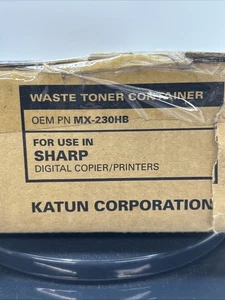 WASTE TONER CONTAINER
OEM PN MX-230HB
FOR USE IN
SHARP
DIGITAL COPIER/PRINTERS
KATUN CORPORATION